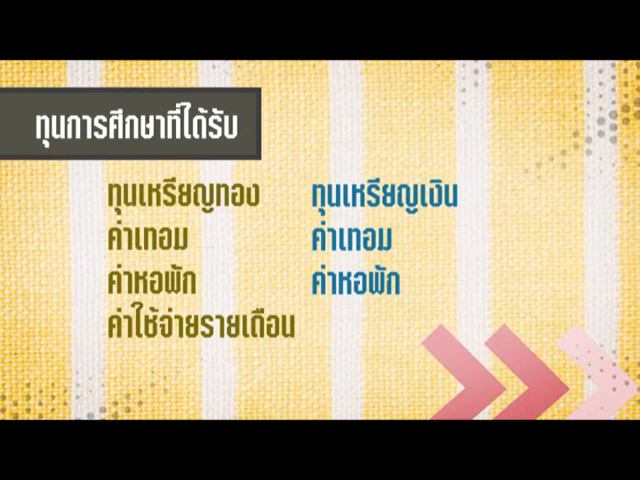 ทุนการศึกษาที่ได้รับ
ทุนเหรียญทอง
ค่าเทอม
ค่าหอพัก
ค่าใช้จ่ายรายเดือน
ทุนเหรียญเงิน
ค่าเทอม
ค่าหอพัก